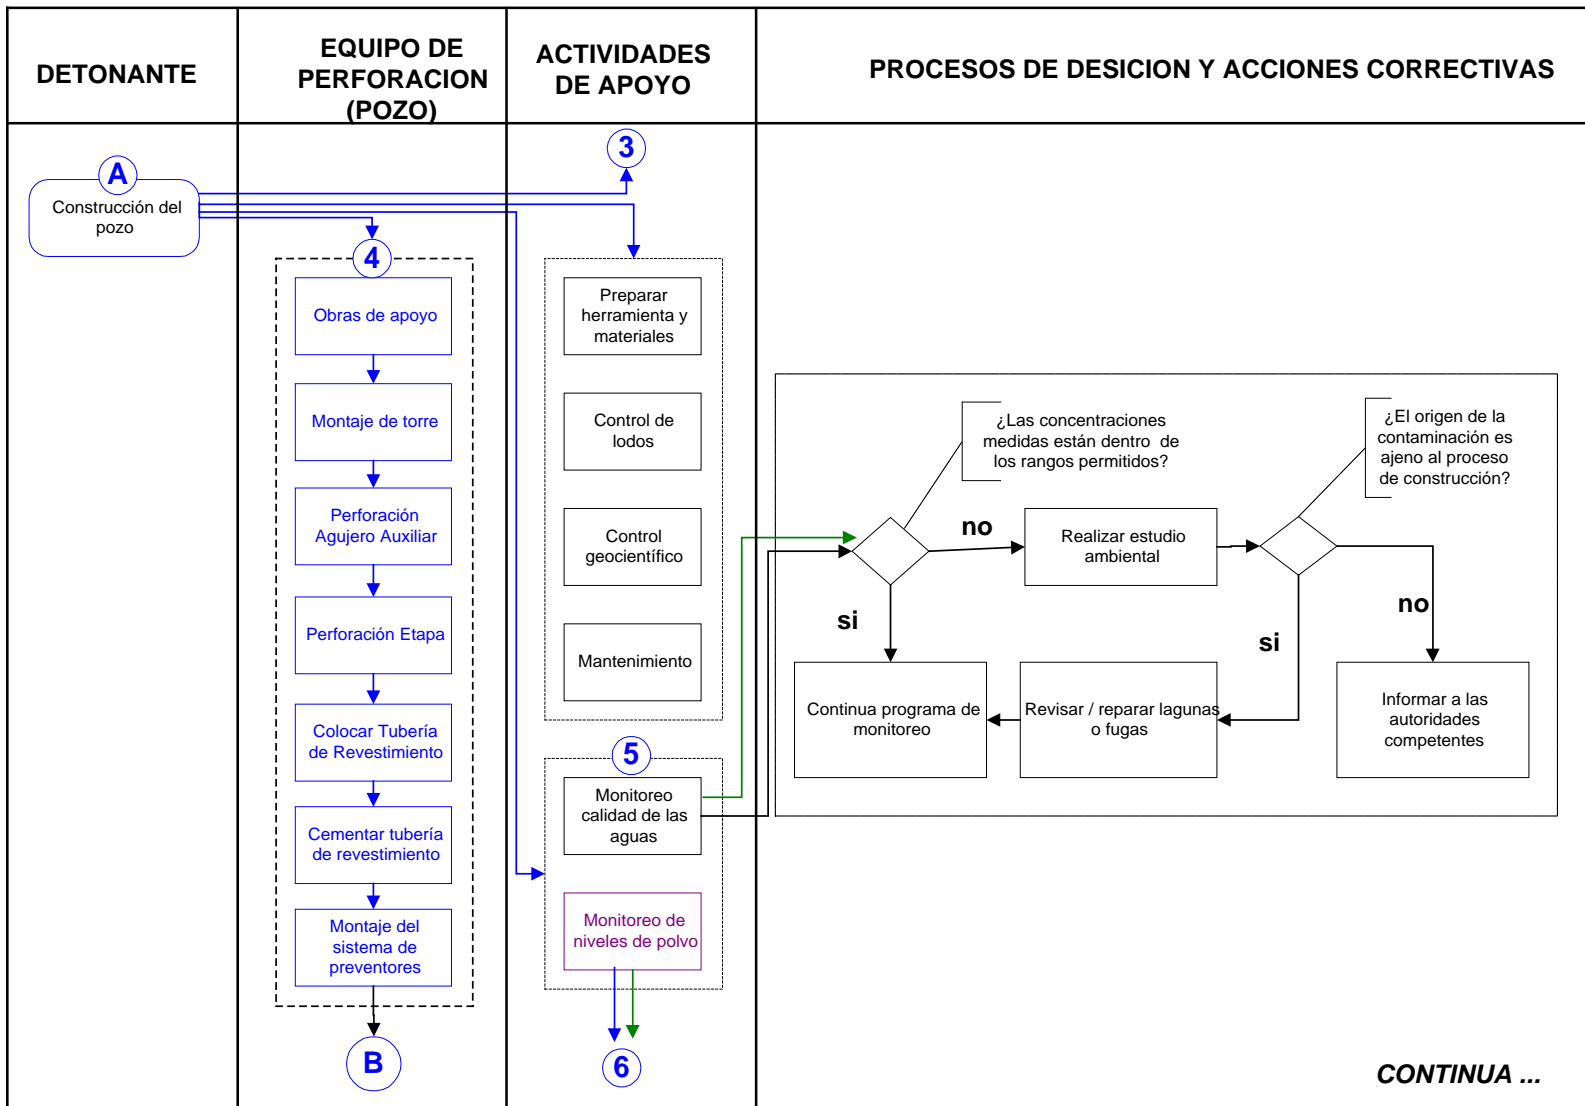 DETONANTE
EQUIPO DE
PERFORACION
(POZO)
ACTIVIDADES
DE APOYO
PROCESOS DE DESICION Y ACCIONES CORRECTIVAS
A
Construcción del
pozo
4
Obras de apoyo
Montaje de torre
Perforación
Agujero Auxiliar
Perforación Etapa
Colocar Tubería
de Revestimiento
Cementar tubería
de revestimiento
Montaje del
sistema de
preventores
B
3
Preparar
herramienta y
materiales
Control de
lodos
Control
geocientífico
Mantenimiento
5
Monitoreo
calidad de las
aguas
Monitoreo de
niveles de polvo
6
¿Las concentraciones
medidas están dentro de
los rangos permitidos?
¿El origen de la
contaminación es
ajeno al proceso
de construcción?
no
Realizar estudio
ambiental
si
si
no
Continua programa de
monitoreo
Revisar / reparar lagunas
o fugas
Informar a las
autoridades
competentes
CONTINUA ...